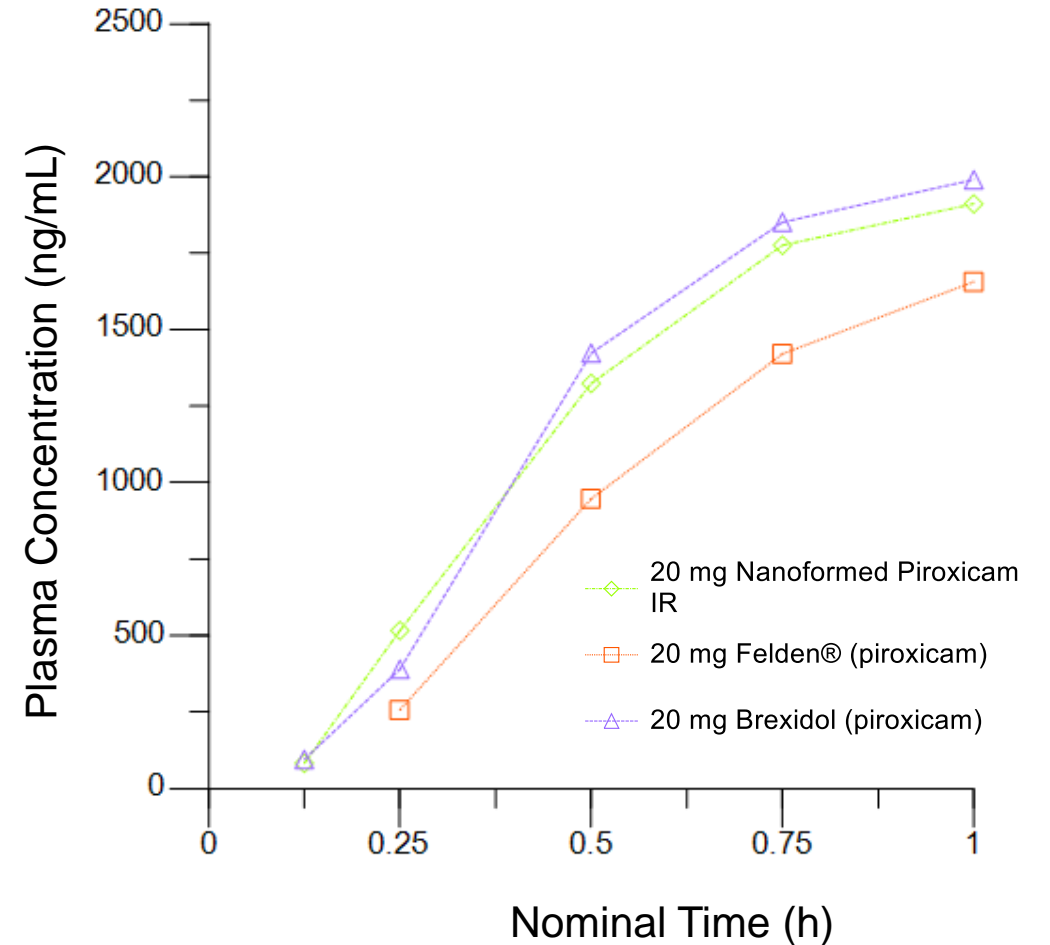 2500
2000
1500
1000
500
0
Plasma Concentration (ng/mL)
20 mg Nanoformed Piroxicam
IR
20 mg Felden® (piroxicam)
20 mg Brexidol (piroxicam)
0 0.25 0.5 0.75 1
Nominal Time (h)